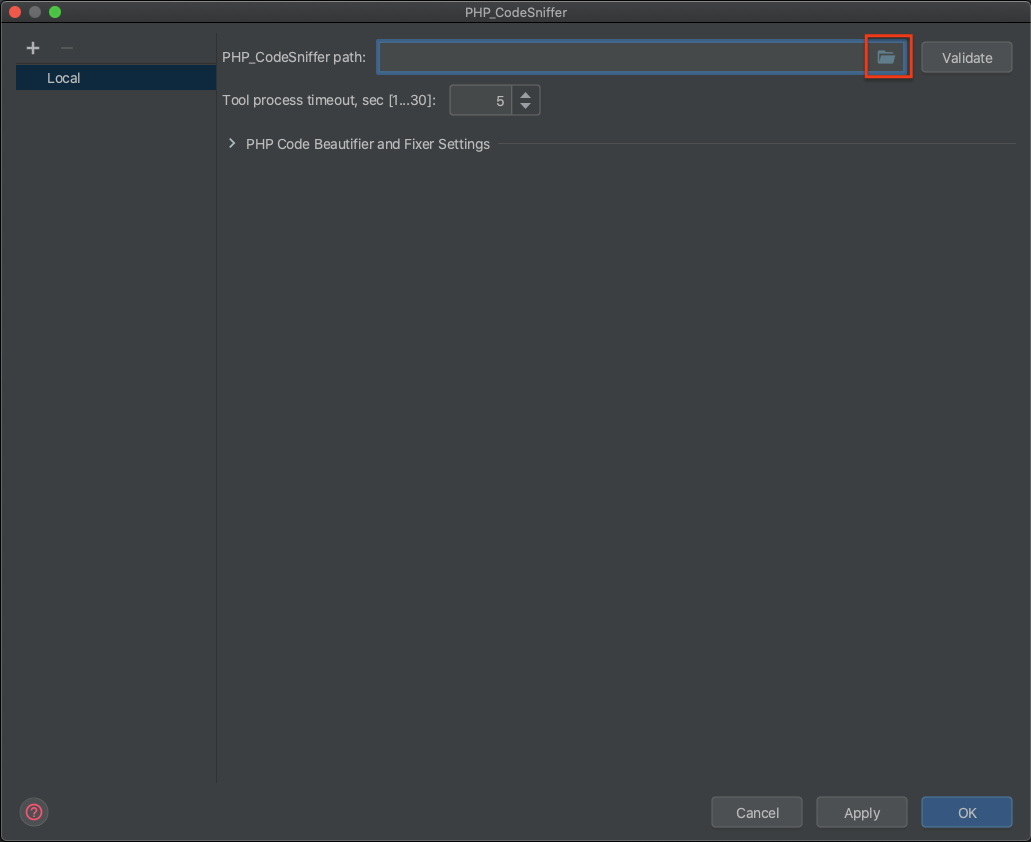 PHP_CodeSniffer
Local
PHP_CodeSniffer path:
Validate
Tool process timeout, sec [1...30]:
5
PHP Code Beautifier and Fixer Settings
?
Cancel
Apply
OK